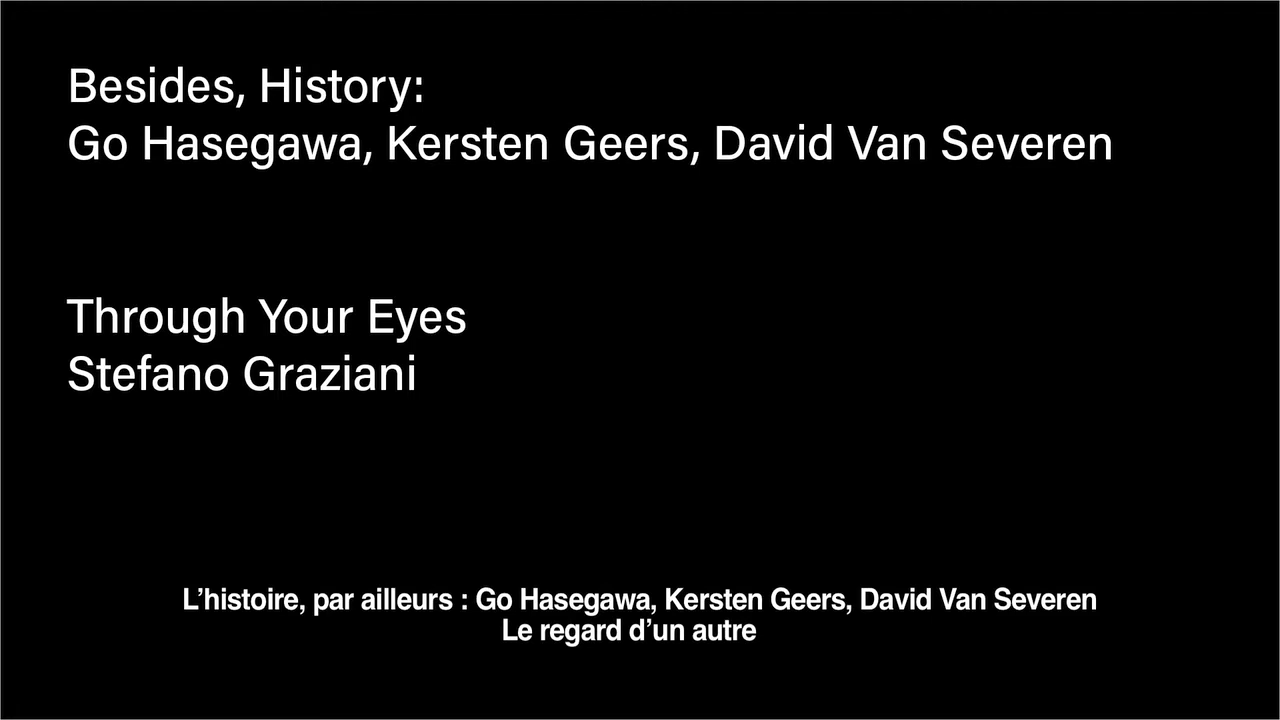 Besides, History:
Go Hasegawa, Kersten Geers, David Van Severen
Through Your Eyes
Stefano Graziani
L’histoire, par ailleurs : Go Hasegawa, Kersten Geers, David Van Severen
Le regard d’un autre